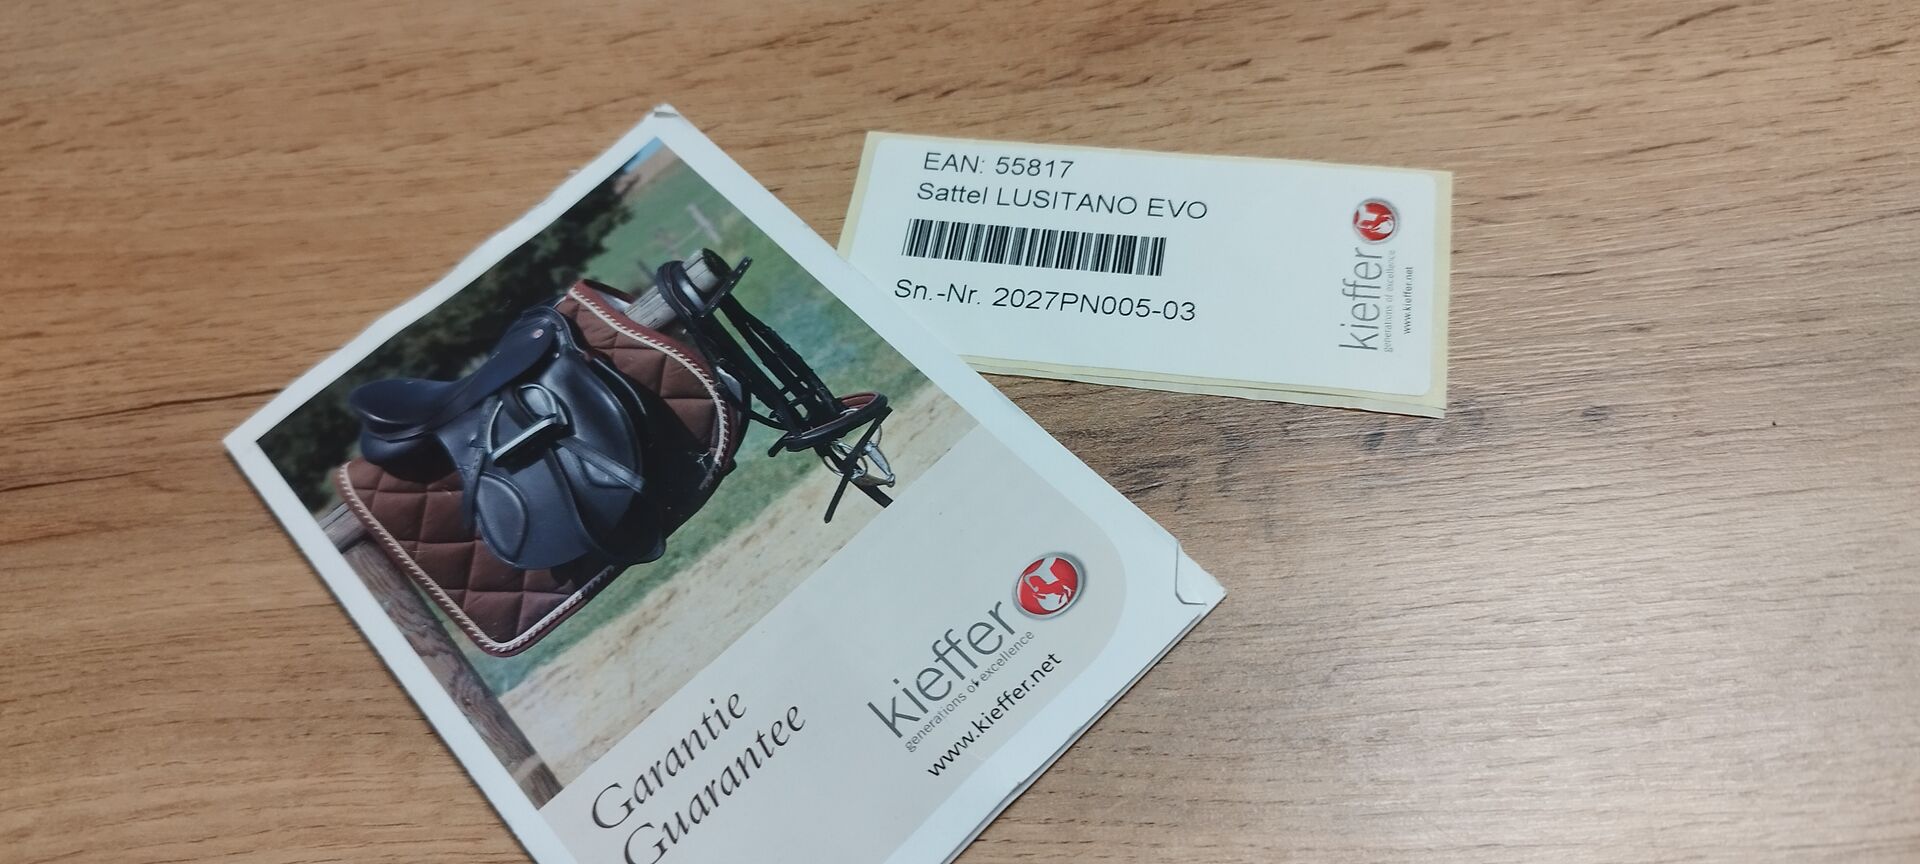 EAN: 55817
Sattel LUSITANO EVO
Sn.-Nr. 2027PN005-03
kieffer
generations of excellence
www.kieffer.net
Garantie
Guarantee
kieffer
generations of excellence
www.kieffer.net